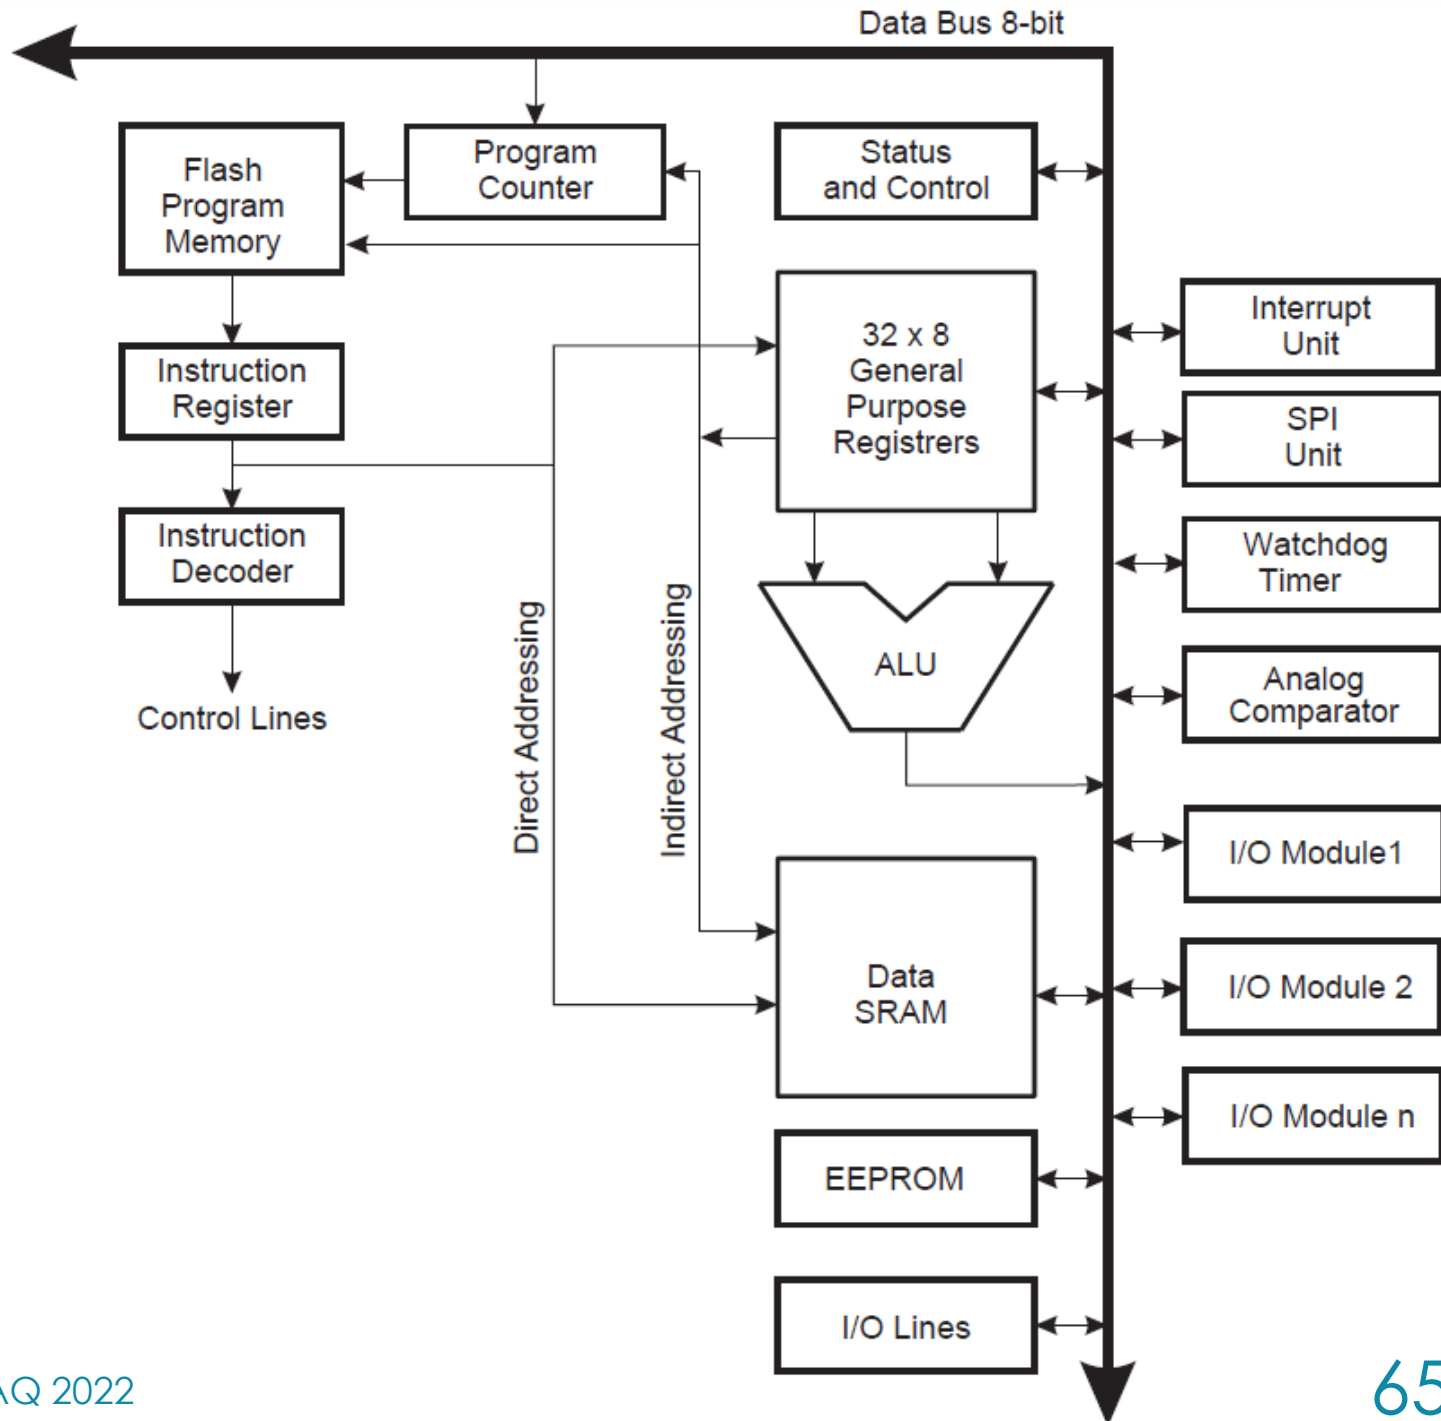 Data Bus 8-bit
Flash
Program
Memory
Program
Counter
Status
and Control
Instruction
Register
32 x 8
General
Purpose
Registrers
Interrupt
Unit
SPI
Unit
Instruction
Decoder
Watchdog
Timer
Control Lines
Direct Addressing
Indirect Addressing
ALU
Analog
Comparator
I/O Module1
Data
SRAM
I/O Module 2
I/O Module n
EEPROM
I/O Lines
AQ 2022
65